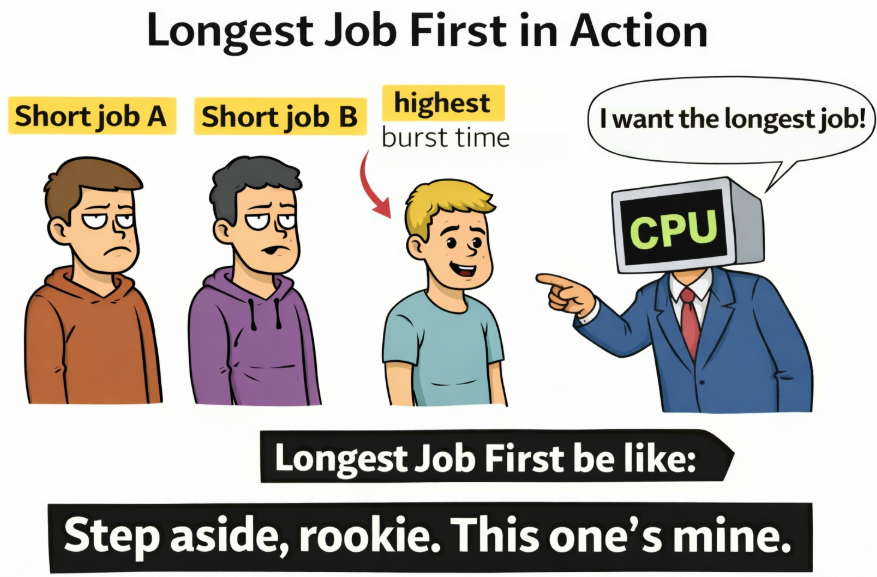 Longest Job First in Action
Short job A
Short job B
highest
burst time
I want the longest job!
CPU
Longest Job First be like:
Step aside, rookie. This one's mine.